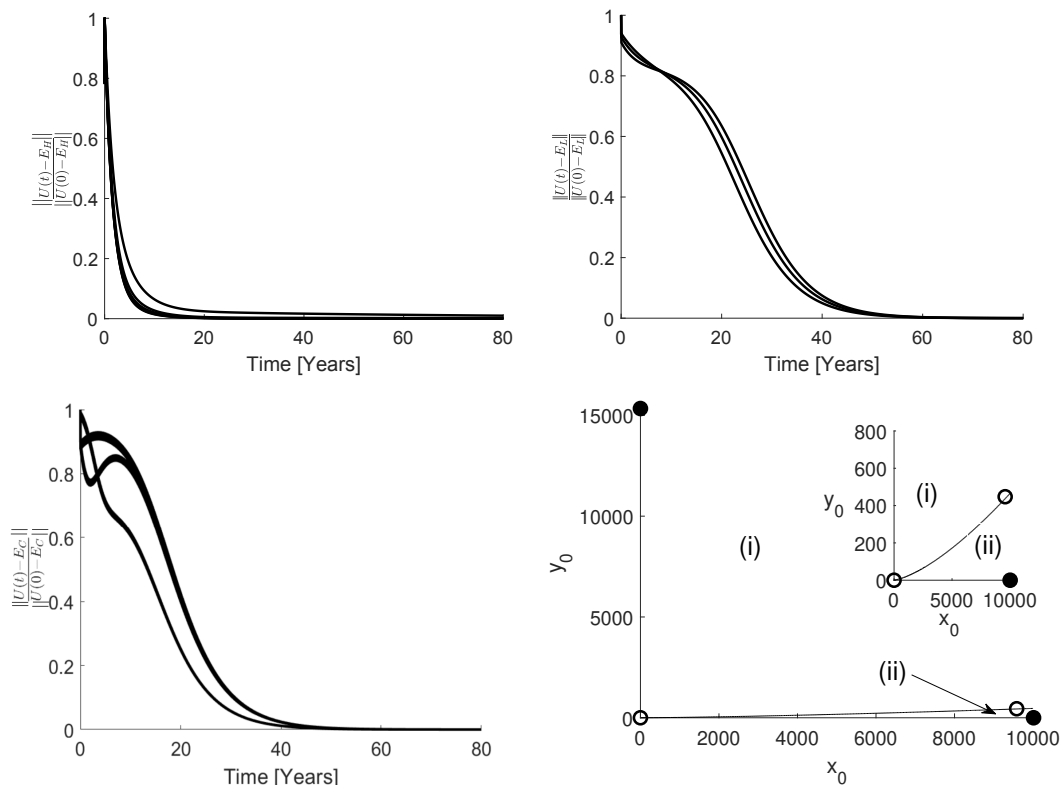 1
0.8
0.6
0.4
0.2
0
||U(t)−E_H||
||U(0)−E_H||
0 20 40 60 80
Time [Years]
1
0.8
0.6
0.4
0.2
0
||U(t)−E_L||
||U(0)−E_L||
0 20 40 60 80
Time [Years]
1
0.8
0.6
0.4
0.2
0
||U(t)−E_C||
||U(0)−E_C||
0 20 40 60 80
Time [Years]
15000
10000
5000
0
y_0
(i)
(ii)
0 2000 4000 6000 8000 10000
x_0
800
600
400
200
0
y_0
(i)
(ii)
0 5000 10000
x_0